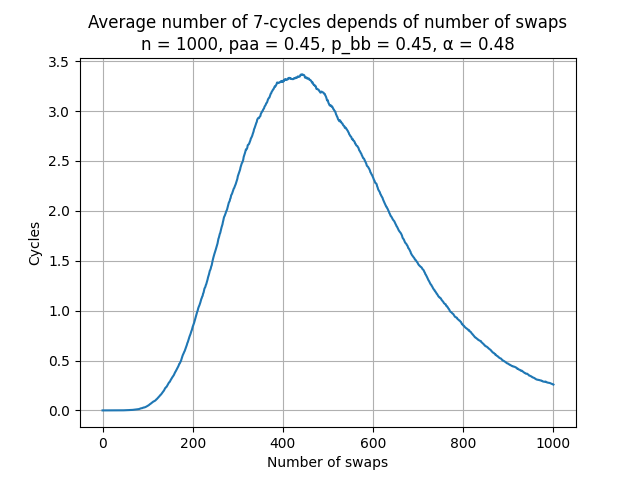 Average number of 7-cycles depends of number of swaps
n = 1000, paa = 0.45, p_bb = 0.45, α = 0.48
3.5
3.0
2.5
2.0
1.5
1.0
0.5
0.0
Cycles
0 200 400 600 800 1000
Number of swaps